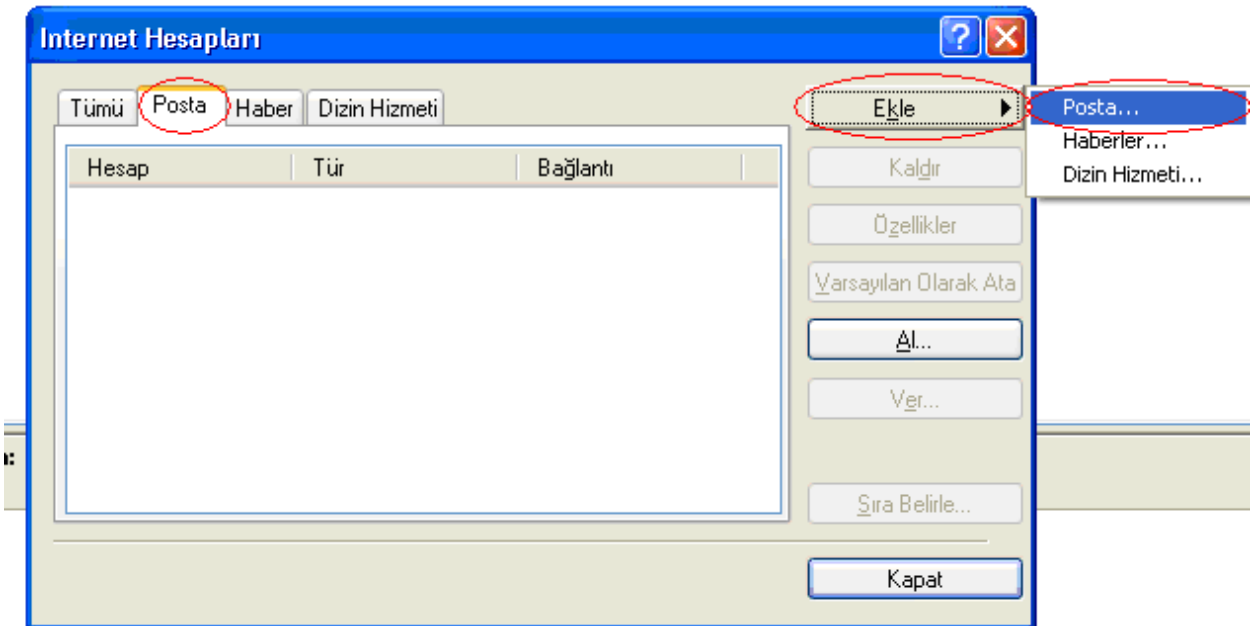 Internet Hesapları
Tümü Posta Haber Dizin Hizmeti
Hesap Tür Bağlantı
Ekle
Posta...
Haberler...
Dizin Hizmeti...
Kaldır
Özellikler
Varsayılan Olarak Ata
Al...
Ver...
Sıra Belirle...
Kapat